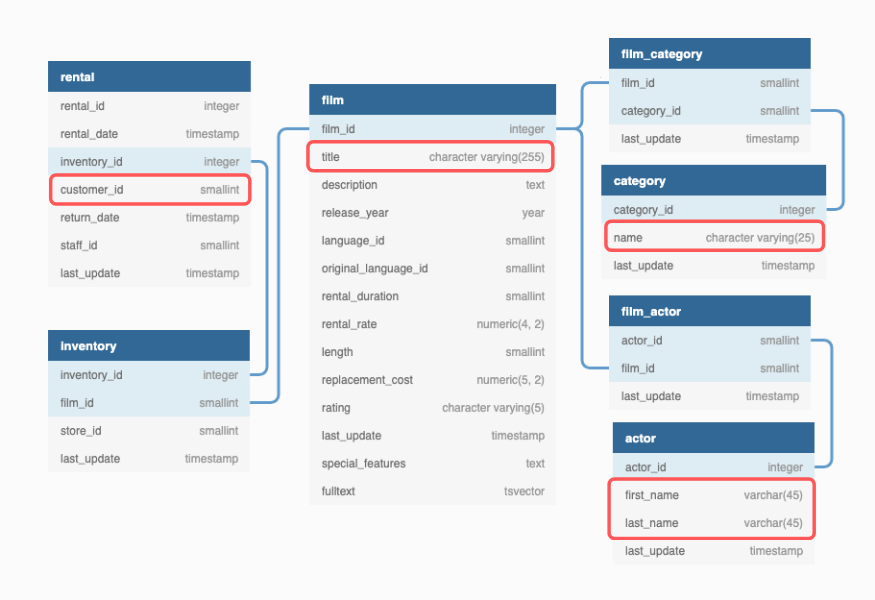 rental
rental_id integer
rental_date timestamp
inventory_id integer
customer_id smallint
return_date timestamp
staff_id smallint
last_update timestamp
inventory
inventory_id integer
film_id smallint
store_id smallint
last_update timestamp
film
film_id integer
title character varying(255)
description text
release_year year
language_id smallint
original_language_id smallint
rental_duration smallint
rental_rate numeric(4, 2)
length smallint
replacement_cost numeric(5, 2)
rating character varying(5)
last_update timestamp
special_features text
fulltext tsvector
film_category
film_id smallint
category_id smallint
last_update timestamp
category
category_id integer
name character varying(25)
last_update timestamp
film_actor
actor_id smallint
film_id smallint
last_update timestamp
actor
actor_id integer
first_name varchar(45)
last_name varchar(45)
last_update timestamp